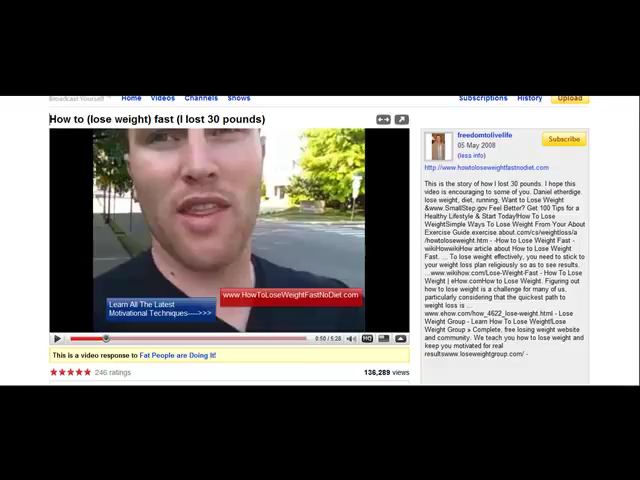 Broadcast Yourself ™
Home Videos Channels Shows
Subscriptions History Upload
How to (lose weight) fast (I lost 30 pounds)
Learn All The Latest
Motivational Techniques---->>>
www.HowToLoseWeightFastNoDiet.com
0:50 / 5:28
HQ
This is a video response to Fat People are Doing It!
246 ratings
136,289 views
freedomtolivelife
05 May 2008
(less info)
Subscribe
http://www.howtoloseweightfastnodiet.com
This is the story of how I lost 30 pounds. I hope this
video is encouraging to some of you. Daniel etherdige.
lose weight, diet, running, Want to Lose Weight
&www.SmallStep.gov Feel Better? Get 100 Tips for a
Healthy Lifestyle & Start Today!How To Lose
WeightSimple Ways To Lose Weight From Your About
Exercise Guide.exercise.about.com/cs/weightloss/a
/howtoloseweight.htm - -How to Lose Weight Fast -
wikiHowwikiHow article about How to Lose Weight
Fast. ... To lose weight effectively, you need to stick to
your weight loss plan religiously so as to see results.
...www.wikihow.com/Lose-Weight-Fast - How To Lose
Weight | eHow.comHow to Lose Weight. Figuring out
how to lose weight is a challenge for many of us,
particularly considering that the quickest path to
weight loss is ...
www.ehow.com/how_4622_lose-weight.html - Lose
Weight Group - Learn How To Lose Weight!Lose
Weight Group » Complete, free losing weight website
and community. We teach you how to lose weight and
keep you motivated for real
resultswww.loseweightgroup.com/ -